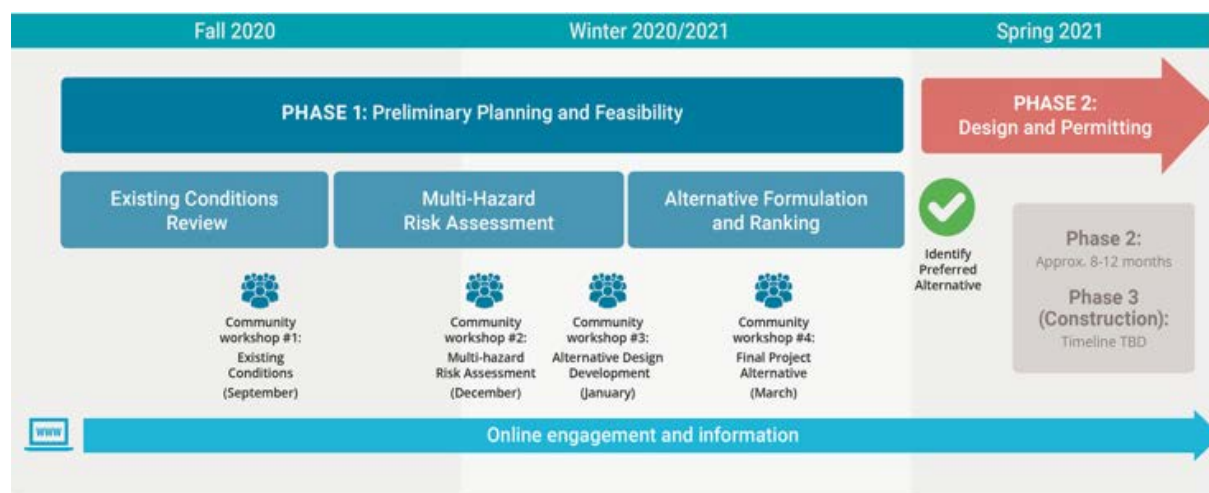 Fall 2020
Winter 2020/2021
Spring 2021
PHASE 1: Preliminary Planning and Feasibility
PHASE 2:
Design and Permitting
Existing Conditions
Review
Multi-Hazard
Risk Assessment
Alternative Formulation
and Ranking
Identify
Preferred
Alternative
Phase 2:
Approx. 8-12 months
Phase 3
(Construction):
Timeline TBD
Community
workshop #1:
Existing
Conditions
(September)
Community
workshop #2:
Multi-hazard
Risk Assessment
(December)
Community
workshop #3:
Alternative Design
Development
(January)
Community
workshop #4:
Final Project
Alternative
(March)
www
Online engagement and information